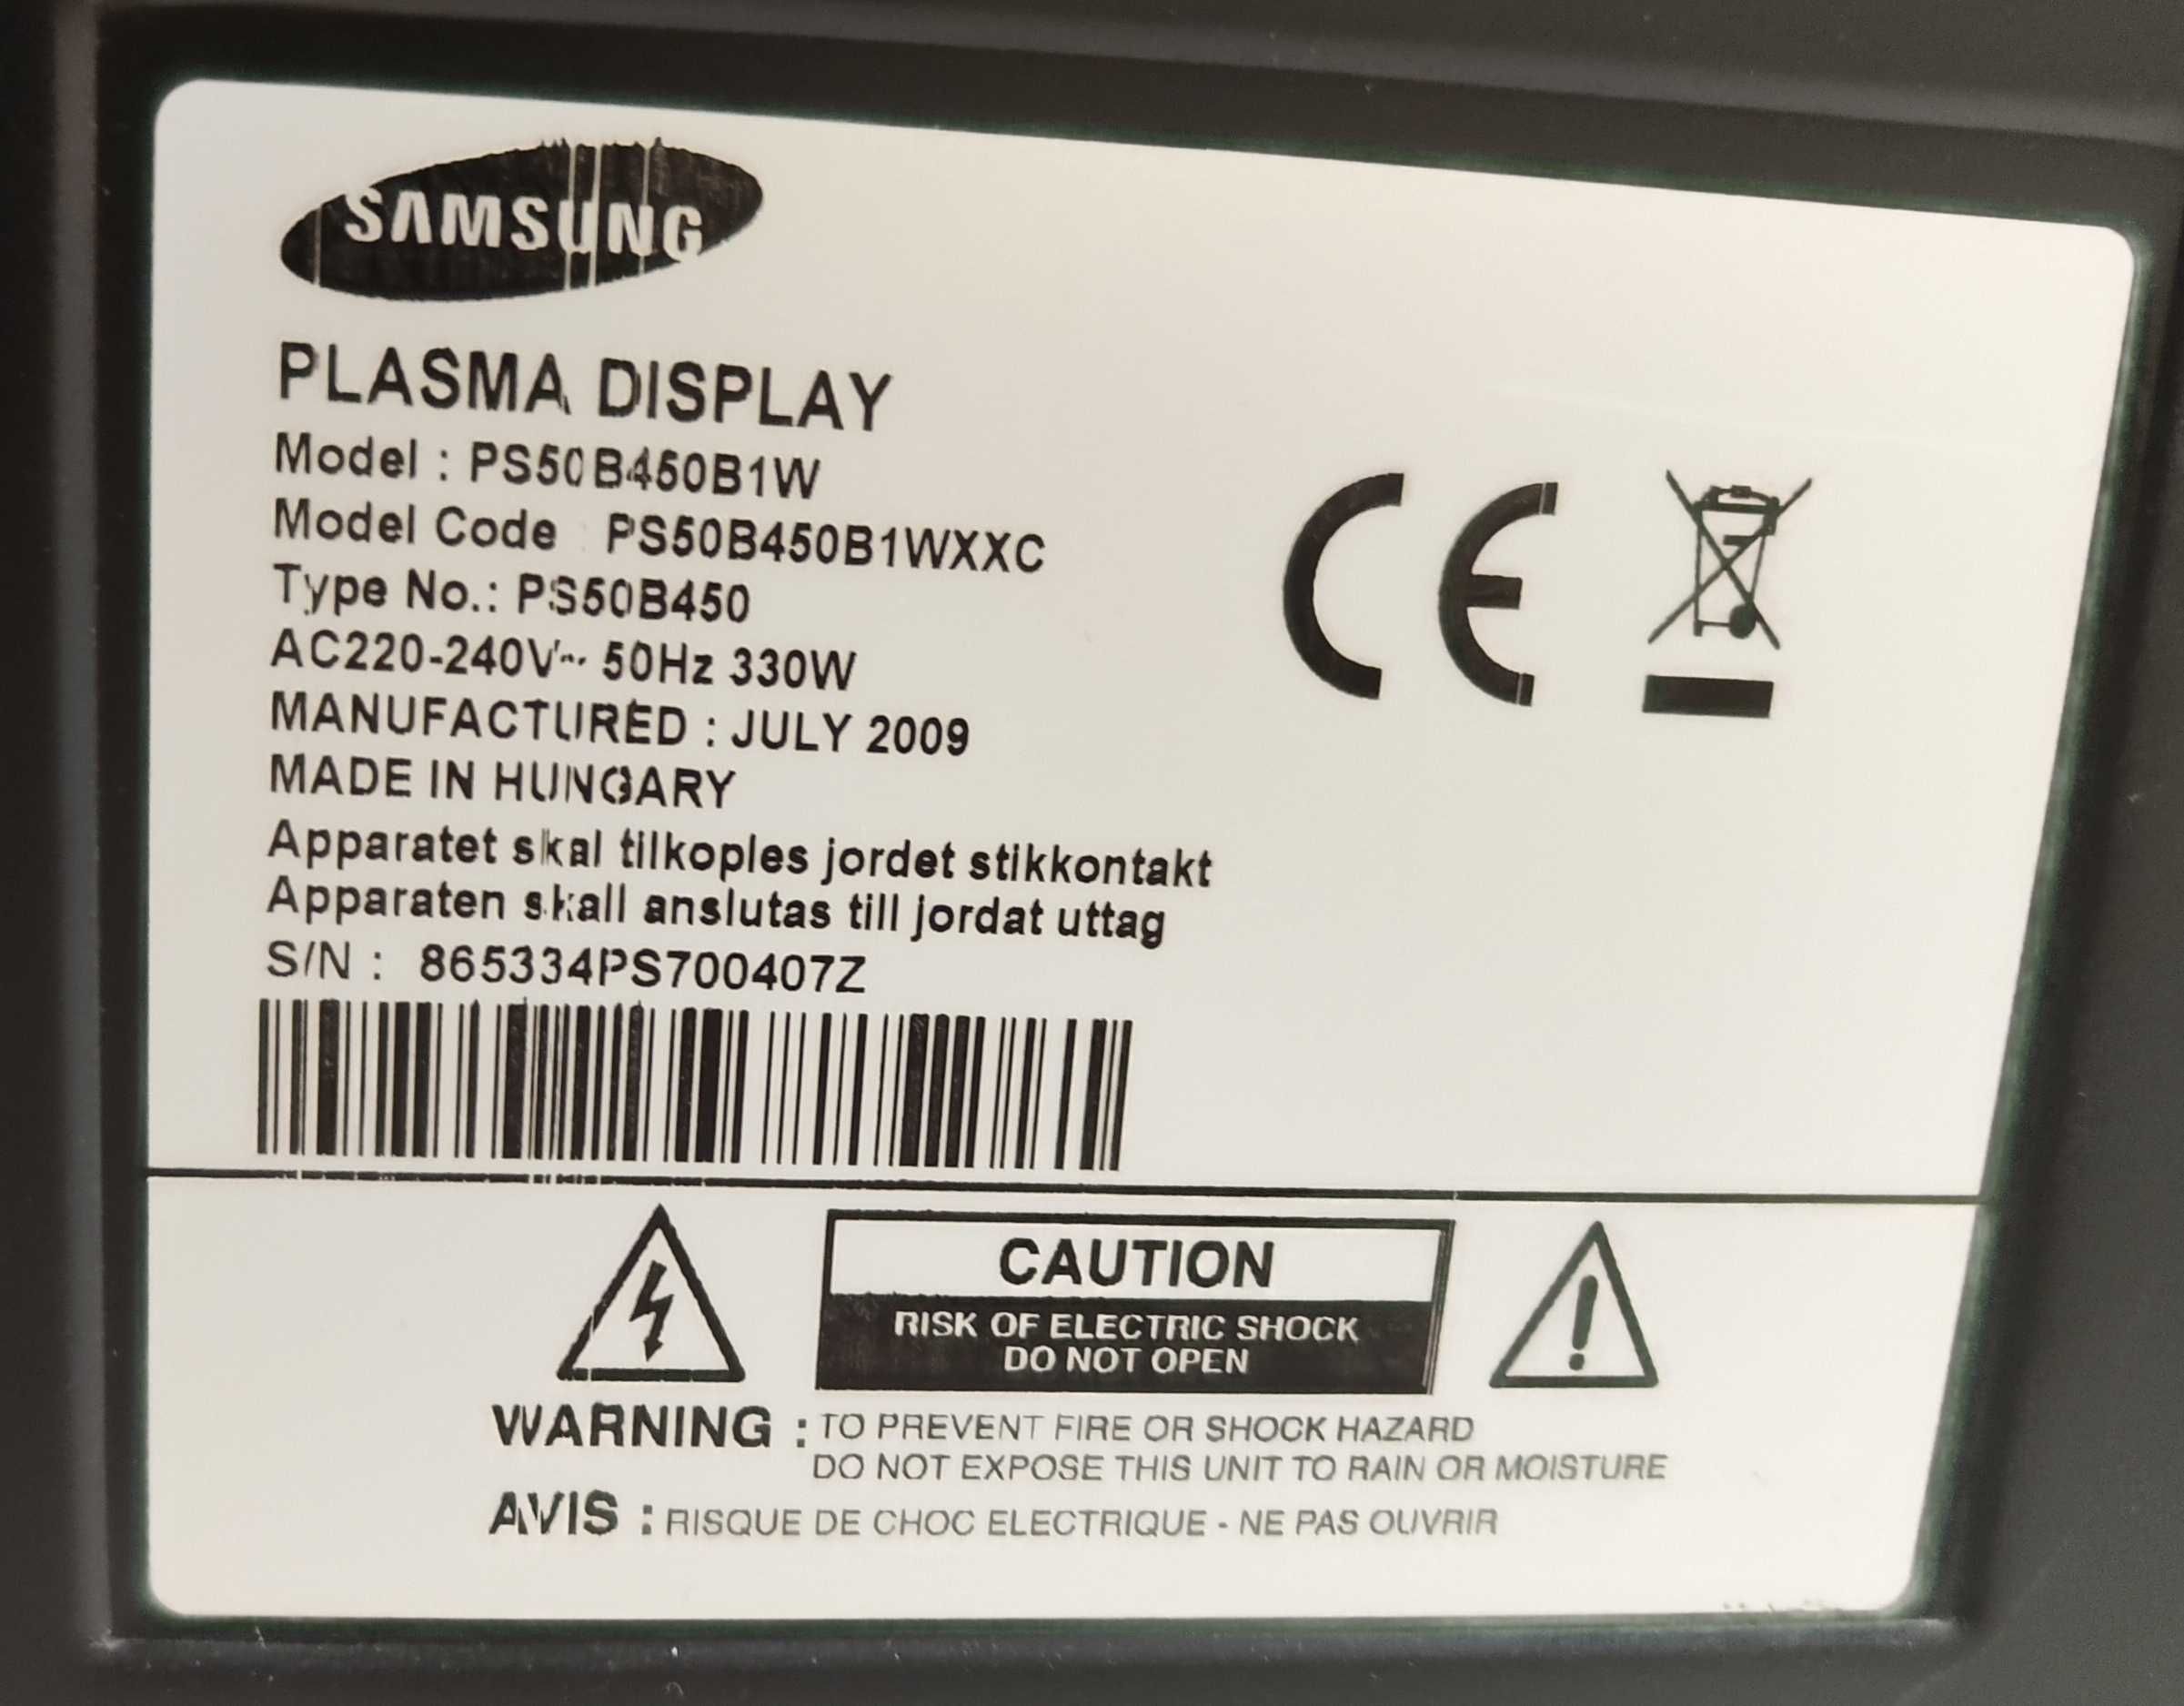 SAMSUNG
PLASMA DISPLAY
Model : PS50B450B1W
Model Code PS50B450B1WXXC
Type No.: PS50B450
AC220-240V~ 50Hz 330W
MANUFACTURED : JULY 2009
MADE IN HUNGARY
Apparatet skal tilkoples jordet stikkontakt
Apparaten skall anslutas till jordat uttag
S/N : 865334PS700407Z
CE
CAUTION
RISK OF ELECTRIC SHOCK
DO NOT OPEN
WARNING : TO PREVENT FIRE OR SHOCK HAZARD
DO NOT EXPOSE THIS UNIT TO RAIN OR MOISTURE
AVIS : RISQUE DE CHOC ELECTRIQUE - NE PAS OUVRIR